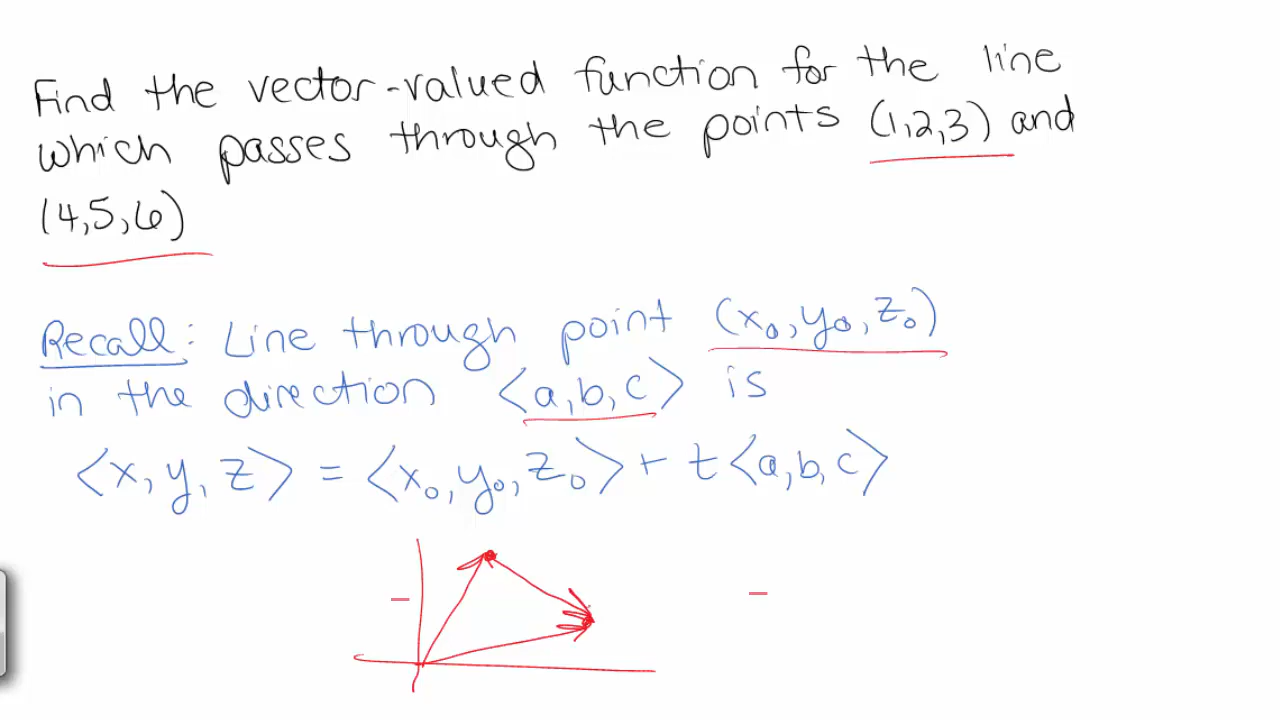 Find the vector-valued function for the line
which passes through the points (1,2,3) and
(4,5,6)
Recall: Line through point (x₀,y₀,z₀)
in the direction <a,b,c> is
<x,y,z> = <x₀,y₀,z₀> + t<a,b,c>